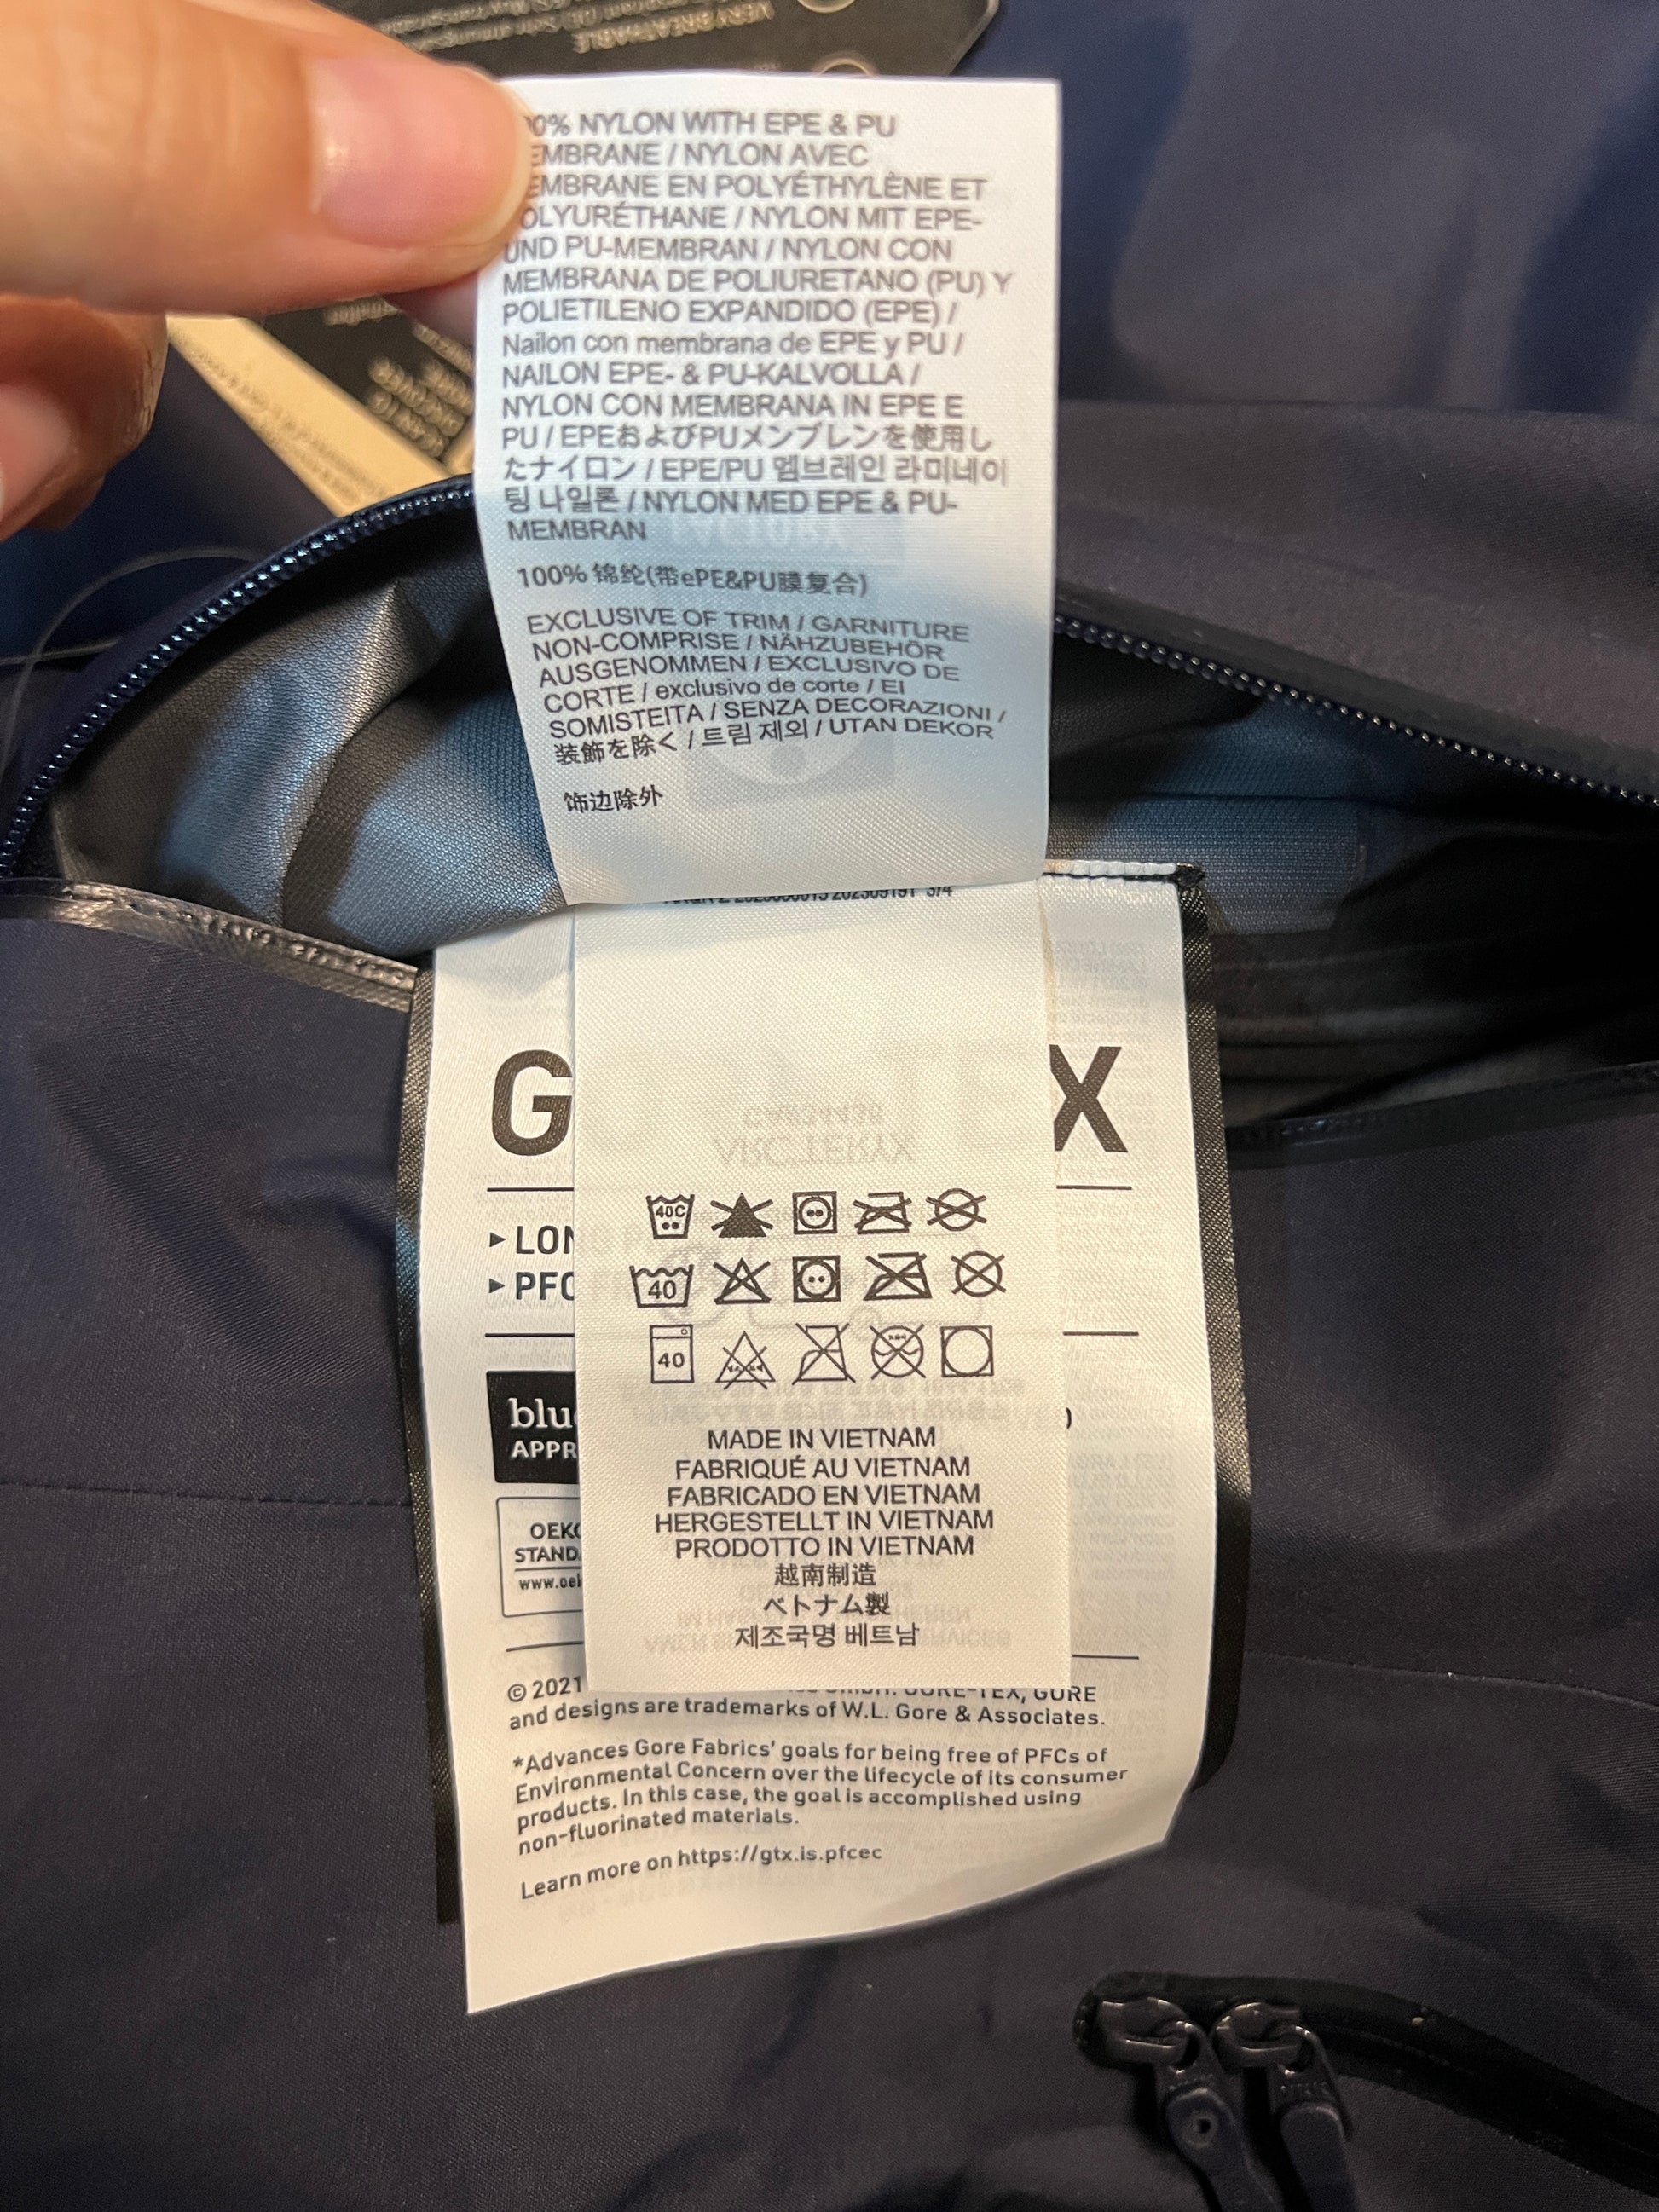 VERY BREATHABLE
00% NYLON WITH EPE & PU
EMBRANE / NYLON AVEC
EMBRANE EN POLYÉTHYLÈNE ET
OLYURÉTHANE / NYLON MIT EPE-
UND PU-MEMBRAN / NYLON CON
MEMBRANA DE POLIURETANO (PU) Y
POLIETILENO EXPANDIDO (EPE) /
Nailon con membrana de EPE y PU /
NAILON EPE- & PU-KALVOLLA /
NYLON CON MEMBRANA IN EPE E
PU / EPEおよびPUメンブレンを使用し
たナイロン / EPE/PU 멤브레인 라미네이
팅 나일론 / NYLON MED EPE & PU-
MEMBRAN
100% 锦纶(带ePE&PU膜复合)
EXCLUSIVE OF TRIM / GARNITURE
NON-COMPRISE / NÄHZUBEHÖR
AUSGENOMMEN / EXCLUSIVO DE
CORTE / exclusivo de corte / EI
SOMISTEITA / SENZA DECORAZIONI /
装飾を除く / 트림 제외 / UTAN DEKOR
饰边除外
G X
LON
PFC
40C
40
40
blu
APPR
OEKO
STAND
www.oek
MADE IN VIETNAM
FABRIQUÉ AU VIETNAM
FABRICADO EN VIETNAM
HERGESTELLT IN VIETNAM
PRODOTTO IN VIETNAM
越南制造
ベトナム製
제조국명 베트남
© 2021 GORE-TEX, GORE
and designs are trademarks of W.L. Gore & Associates.
*Advances Gore Fabrics' goals for being free of PFCs of
Environmental Concern over the lifecycle of its consumer
products. In this case, the goal is accomplished using
non-fluorinated materials.
Learn more on https://gtx.is.pfcec